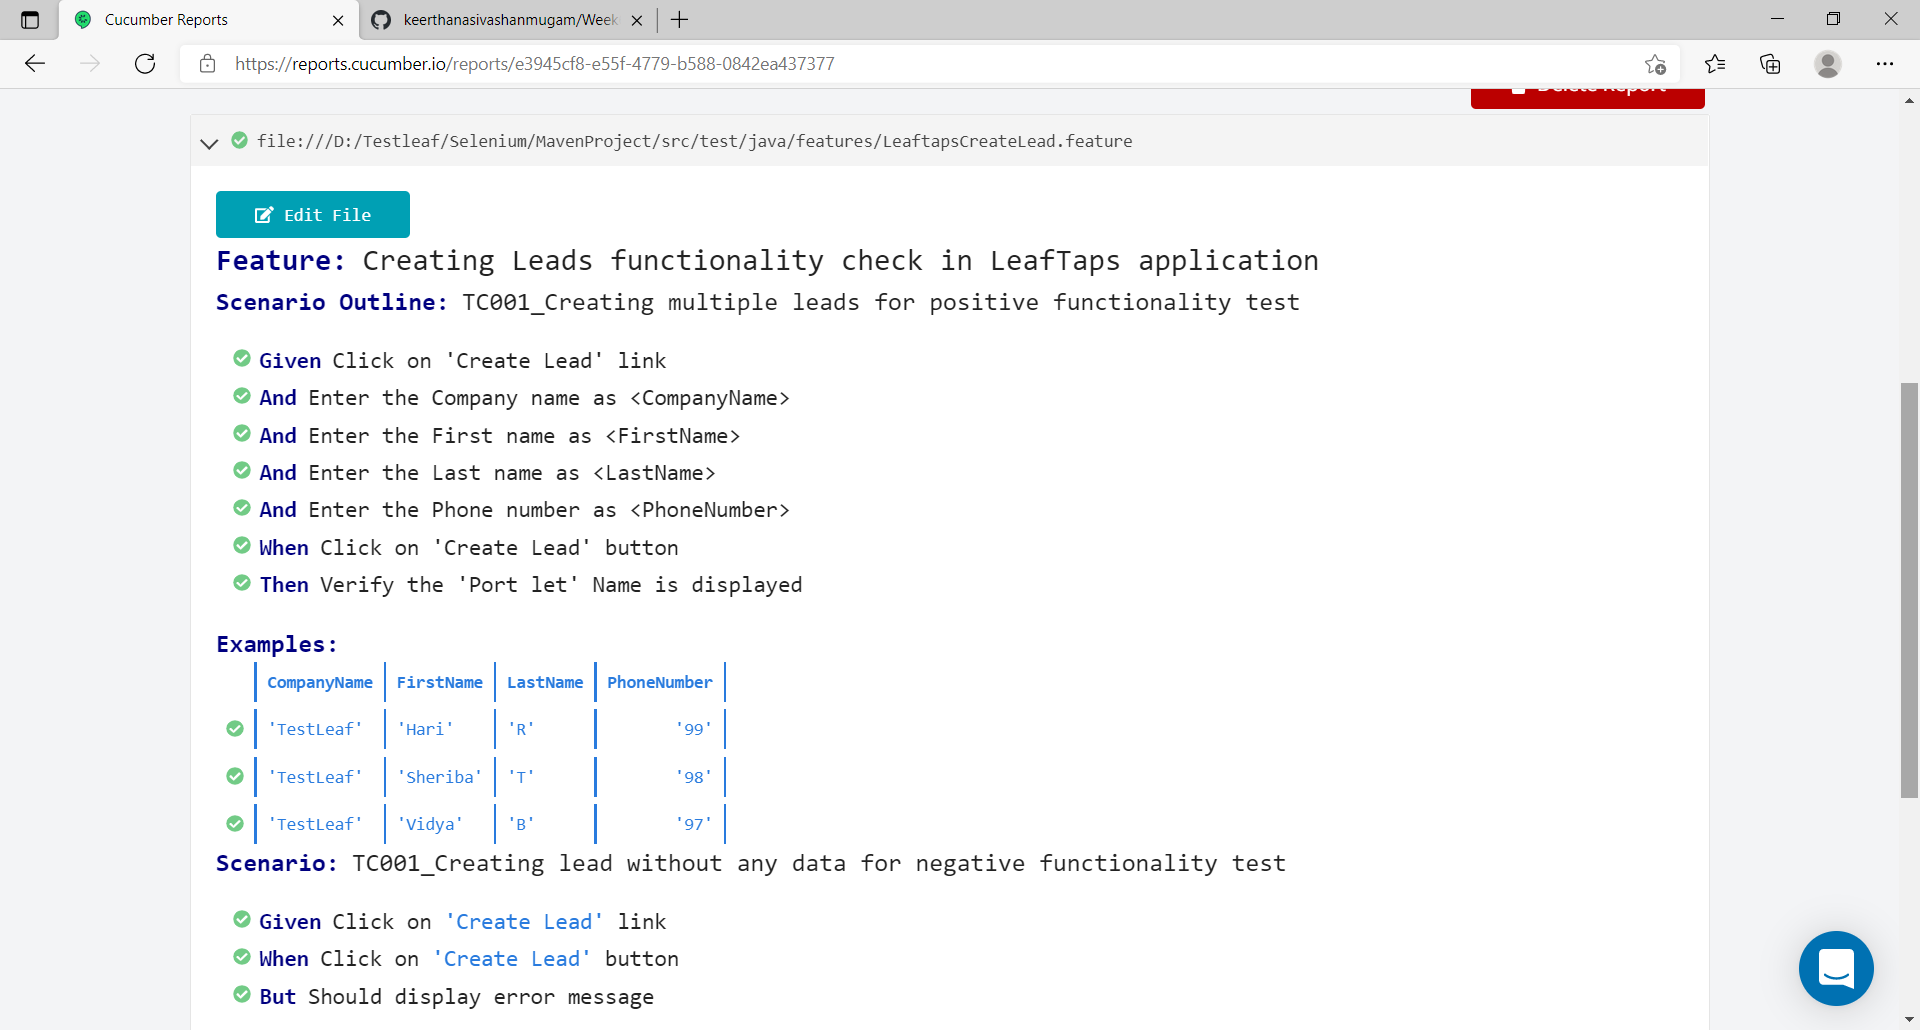 Cucumber Reports
keerthanasivashanmugam/Week
https://reports.cucumber.io/reports/e3945cf8-e55f-4779-b588-0842ea437377
Delete Report
file:///D:/Testleaf/Selenium/MavenProject/src/test/java/features/LeaftapsCreateLead.feature
Edit File
Feature: Creating Leads functionality check in LeafTaps application
Scenario Outline: TC001_Creating multiple leads for positive functionality test
Given Click on 'Create Lead' link
And Enter the Company name as <CompanyName>
And Enter the First name as <FirstName>
And Enter the Last name as <LastName>
And Enter the Phone number as <PhoneNumber>
When Click on 'Create Lead' button
Then Verify the 'Port let' Name is displayed
Examples:
CompanyName FirstName LastName PhoneNumber
'TestLeaf' 'Hari' 'R' '99'
'TestLeaf' 'Sheriba' 'T' '98'
'TestLeaf' 'Vidya' 'B' '97'
Scenario: TC001_Creating lead without any data for negative functionality test
Given Click on 'Create Lead' link
When Click on 'Create Lead' button
But Should display error message